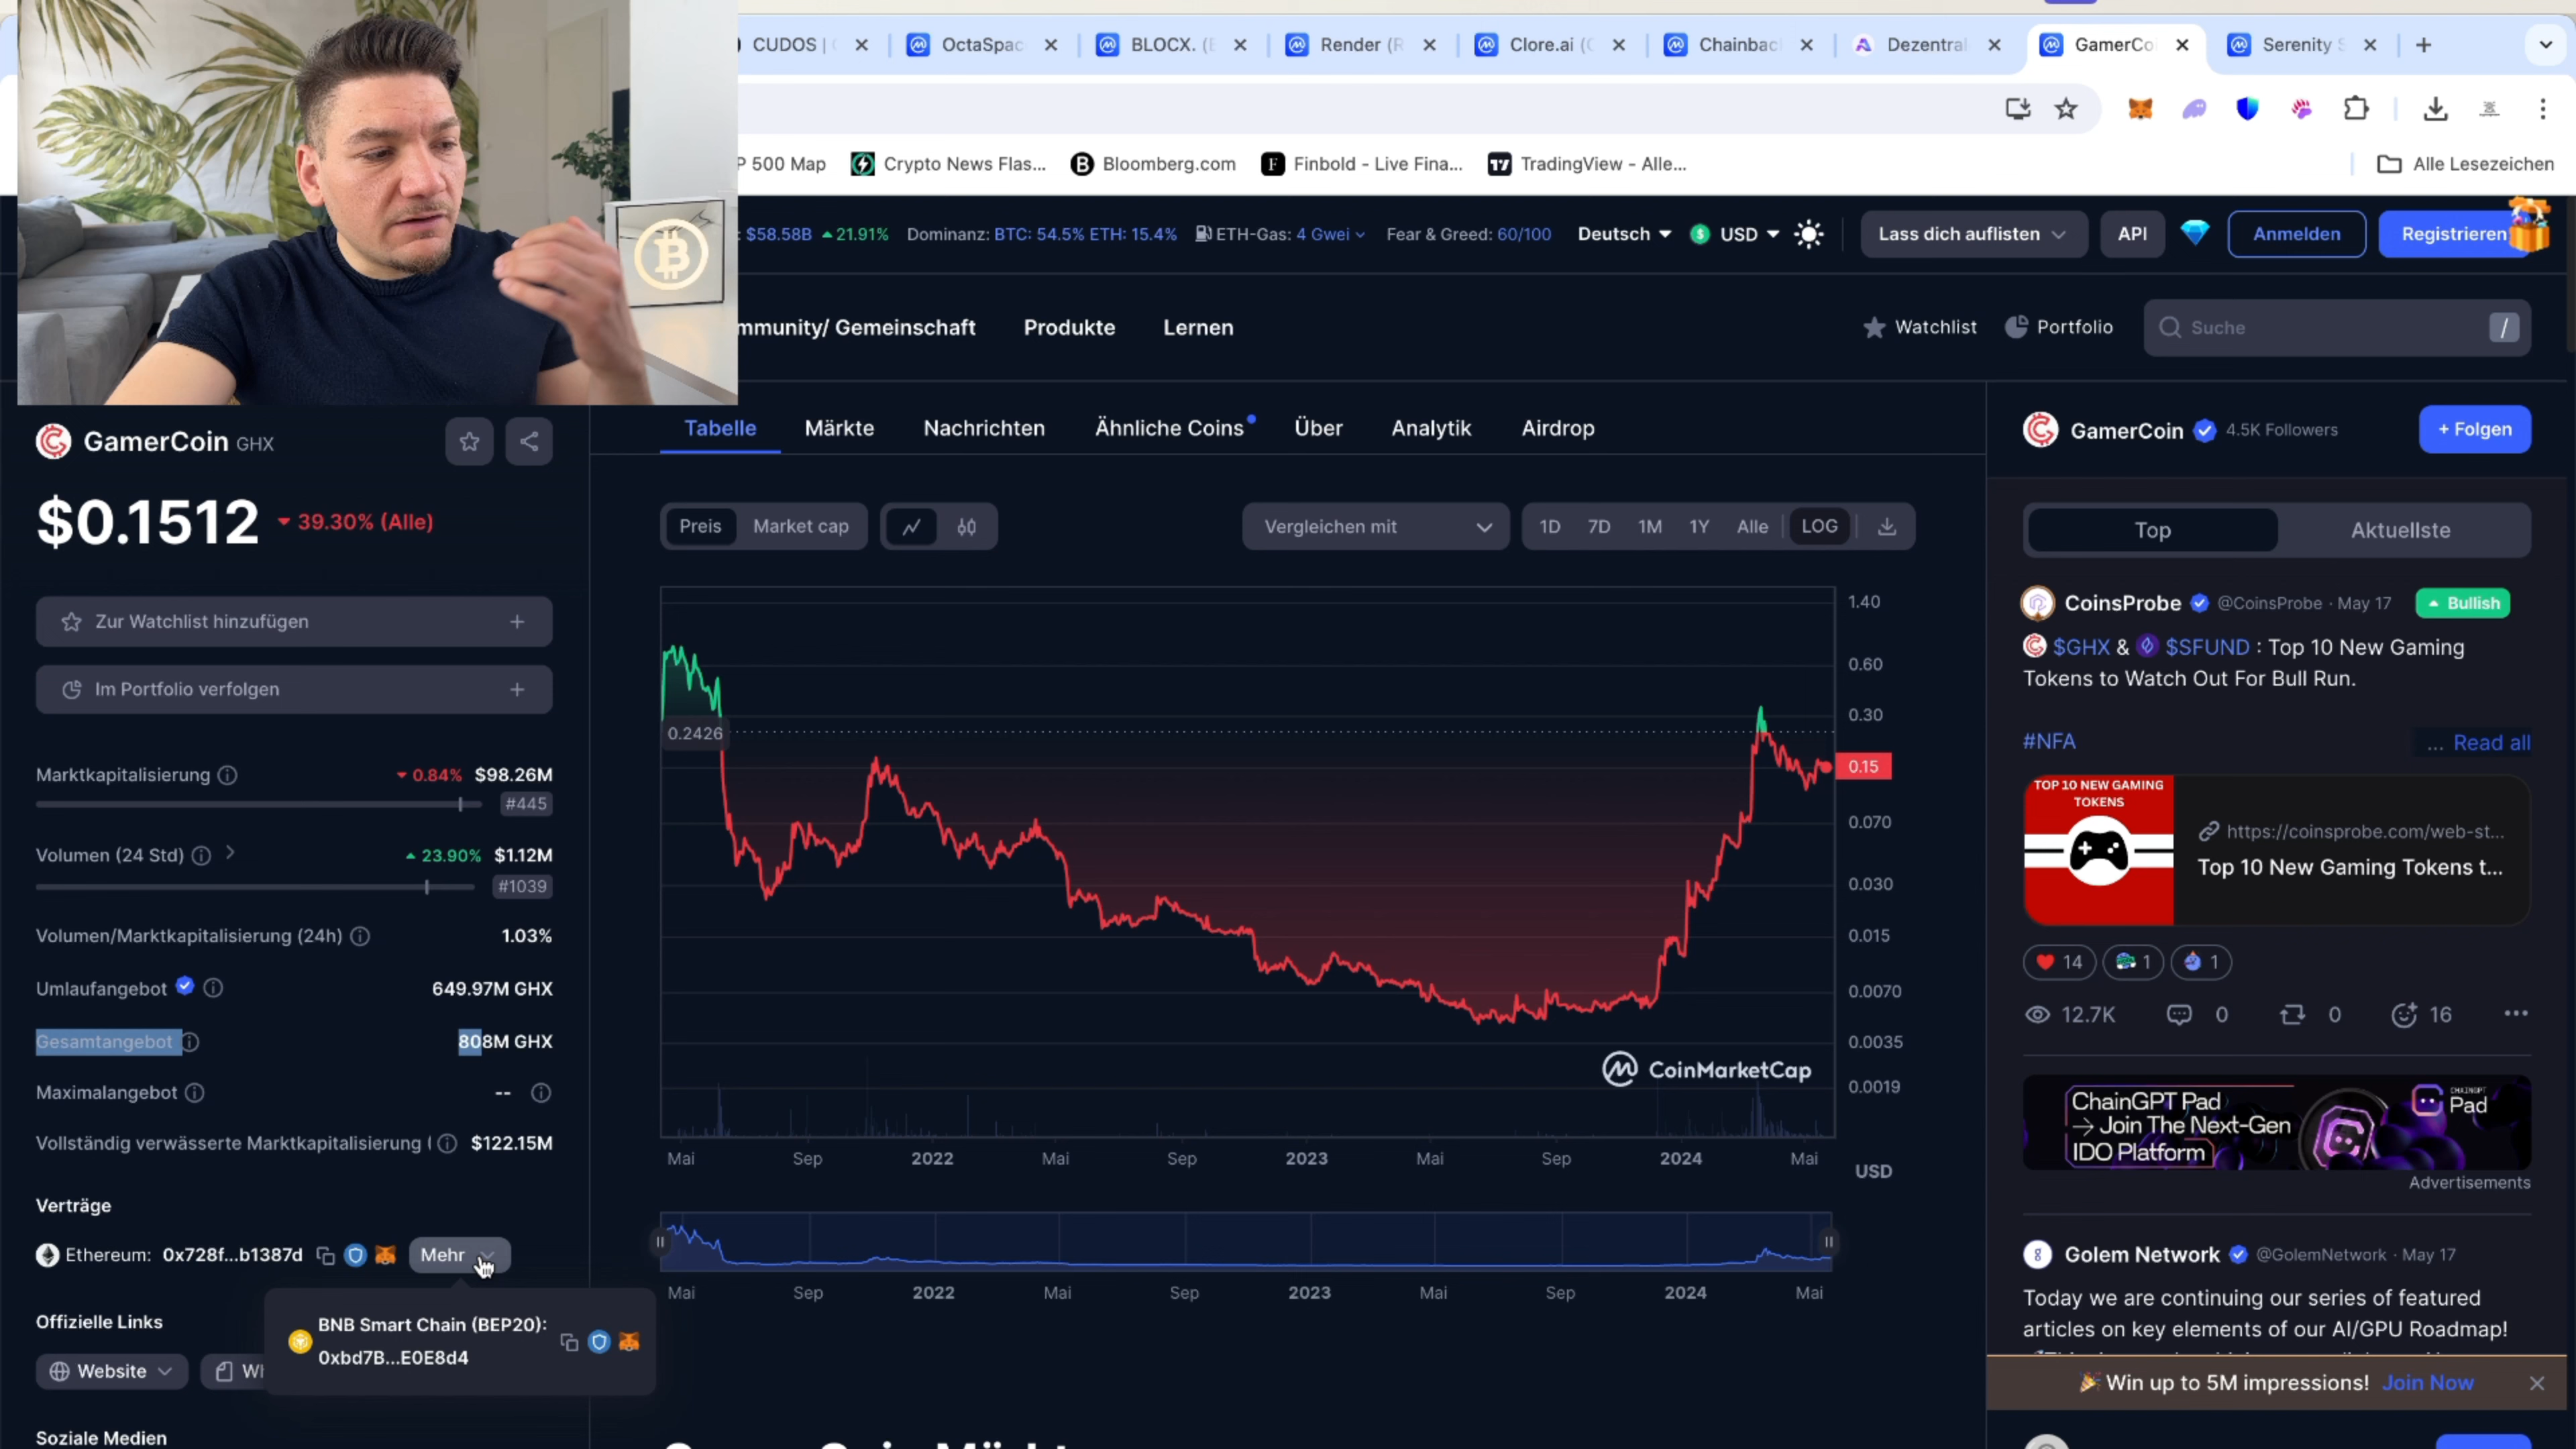 CUDOS |
OctaSpac
BLOCX. (
Render (R
Clore.ai (
Chainbac
Dezentral
GamerCo
Serenity S
P 500 Map
Crypto News Flas...
Bloomberg.com
Finbold - Live Fina...
TradingView - Alle...
Alle Lesezeichen
: $58.58B 21.91%
Dominanz: BTC: 54.5% ETH: 15.4%
ETH-Gas: 4 Gwei
Fear & Greed: 60/100
Deutsch
USD
Lass dich auflisten
API
Anmelden
Registrieren
mmunity/ Gemeinschaft
Produkte
Lernen
Watchlist
Portfolio
Suche
/
GamerCoin GHX
$0.1512 39.30% (Alle)
Zur Watchlist hinzufügen
Im Portfolio verfolgen
Marktkapitalisierung 0.84% $98.26M
#445
Volumen (24 Std) 23.90% $1.12M
#1039
Volumen/Marktkapitalisierung (24h) 1.03%
Umlaufangebot 649.97M GHX
Gesamtangebot 808M GHX
Maximalangebot --
Vollständig verwässerte Marktkapitalisierung ( $122.15M
Verträge
Ethereum: 0x728f...b1387d
Mehr
BNB Smart Chain (BEP20):
0xbd7B...E0E8d4
Offizielle Links
Website
Wh
Soziale Medien
Tabelle
Märkte
Nachrichten
Ähnliche Coins
Über
Analytik
Airdrop
Preis
Market cap
Vergleichen mit
1D
7D
1M
1Y
Alle
LOG
0.2426
1.40
0.60
0.30
0.15
0.070
0.030
0.015
0.0070
0.0035
0.0019
CoinMarketCap
Mai Sep 2022 Mai Sep 2023 Mai Sep 2024 Mai
USD
Mai Sep 2022 Mai Sep 2023 Mai Sep 2024 Mai
GamerCoin 4.5K Followers
+ Folgen
Top
Aktuellste
CoinsProbe @CoinsProbe · May 17
Bullish
$GHX & $SFUND : Top 10 New Gaming
Tokens to Watch Out For Bull Run.
#NFA
... Read all
TOP 10 NEW GAMING
TOKENS
https://coinsprobe.com/web-st...
Top 10 New Gaming Tokens t...
14
1
1
12.7K
0
0
16
ChainGPT Pad
→ Join The Next-Gen
IDO Platform
CHAINGPT
Pad
Advertisements
Golem Network @GolemNetwork · May 17
Today we are continuing our series of featured
articles on key elements of our AI/GPU Roadmap!
Win up to 5M impressions! Join Now